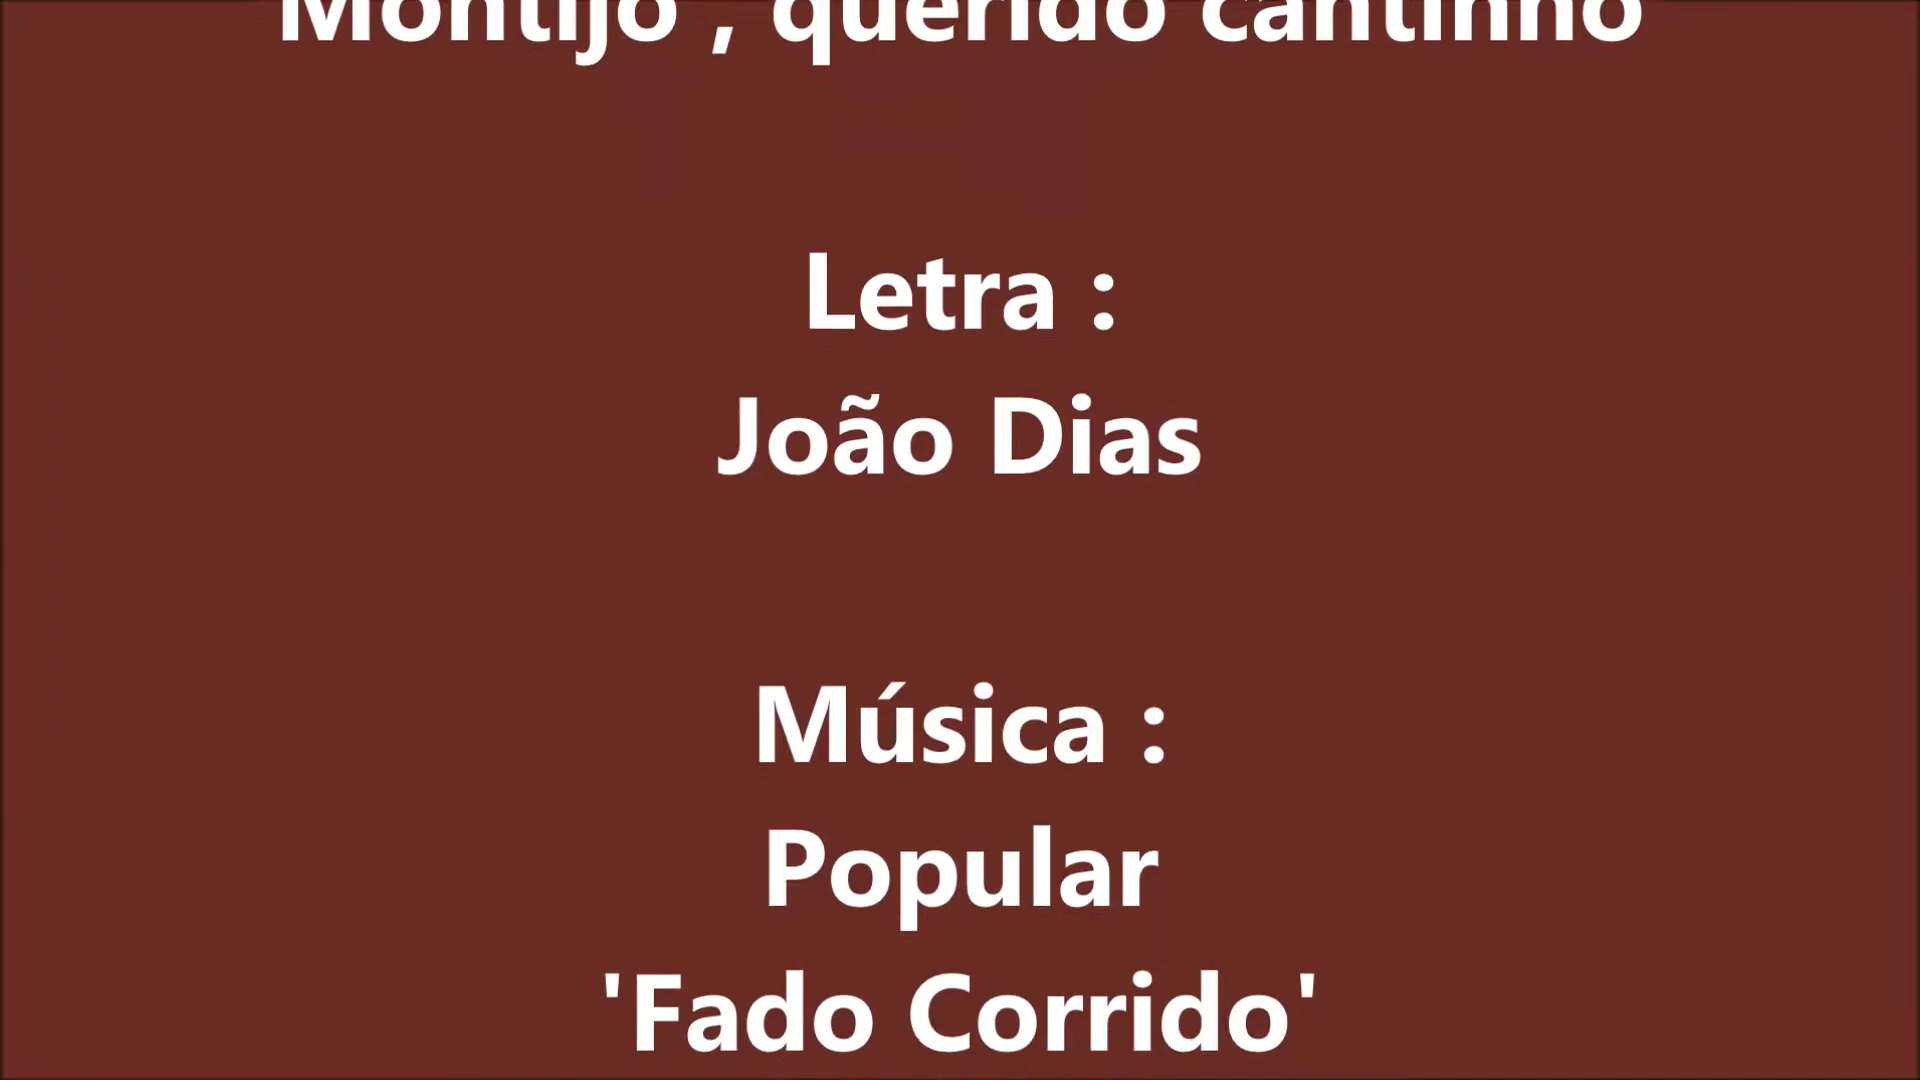 Montijo , querido cantinho
Letra :
João Dias
Música :
Popular
'Fado Corrido'